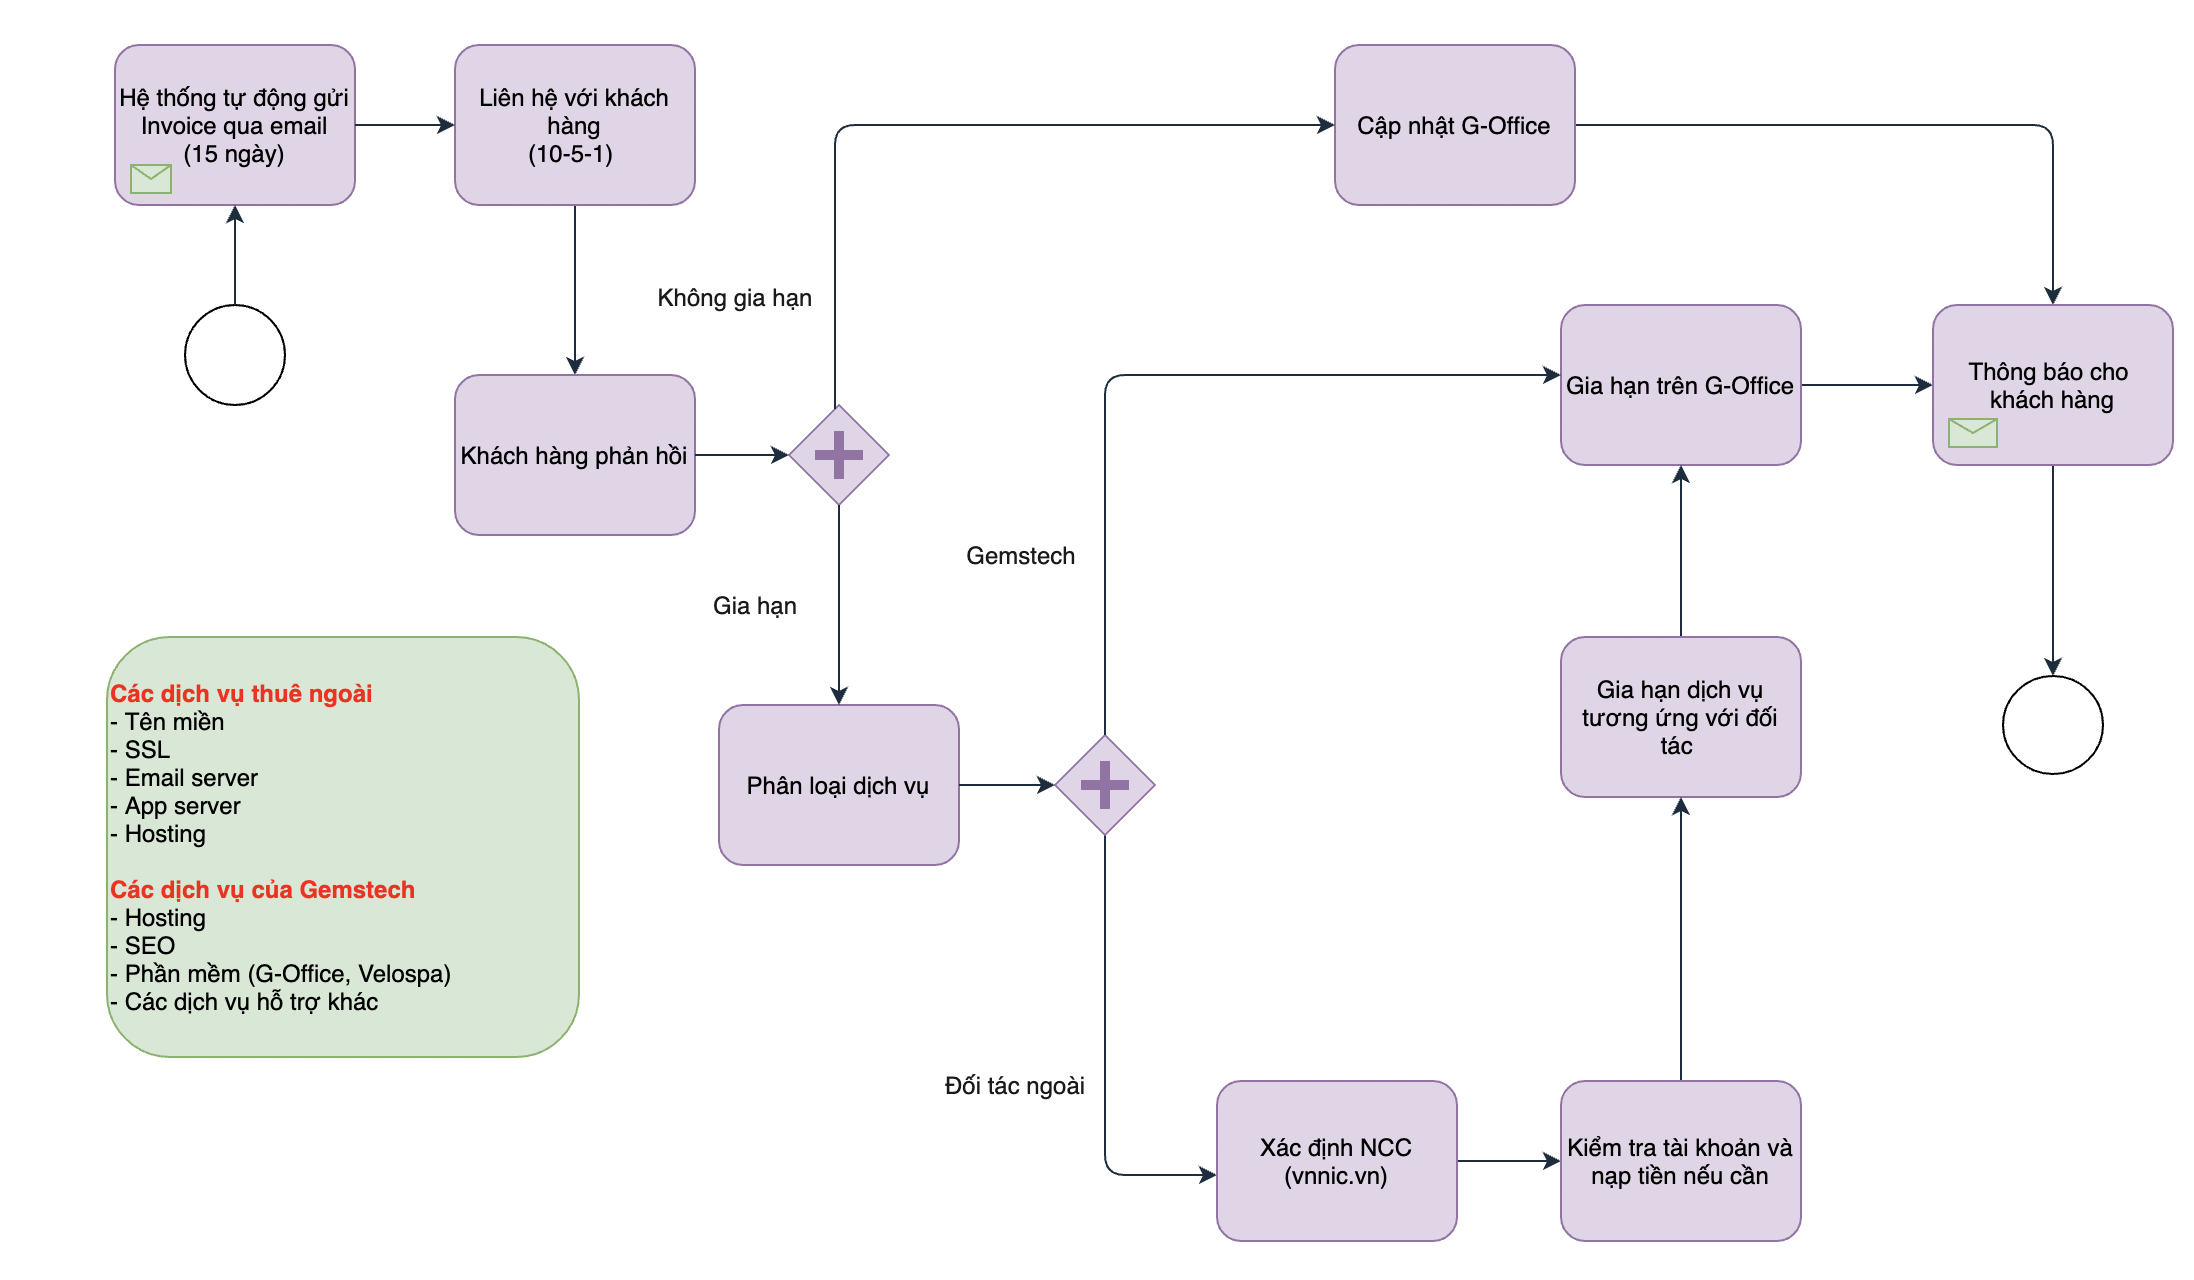 Hệ thống tự động gửi
Invoice qua email
(15 ngày)
Liên hệ với khách
hàng
(10-5-1)
Cập nhật G-Office
Không gia hạn
Khách hàng phản hồi
Gia hạn trên G-Office
Thông báo cho
khách hàng
Gemstech
Gia hạn
Các dịch vụ thuê ngoài
- Tên miền
- SSL
- Email server
- App server
- Hosting
Các dịch vụ của Gemstech
- Hosting
- SEO
- Phần mềm (G-Office, Velospa)
- Các dịch vụ hỗ trợ khác
Phân loại dịch vụ
Gia hạn dịch vụ
tương ứng với đối
tác
Đối tác ngoài
Xác định NCC
(vnnic.vn)
Kiểm tra tài khoản và
nạp tiền nếu cần